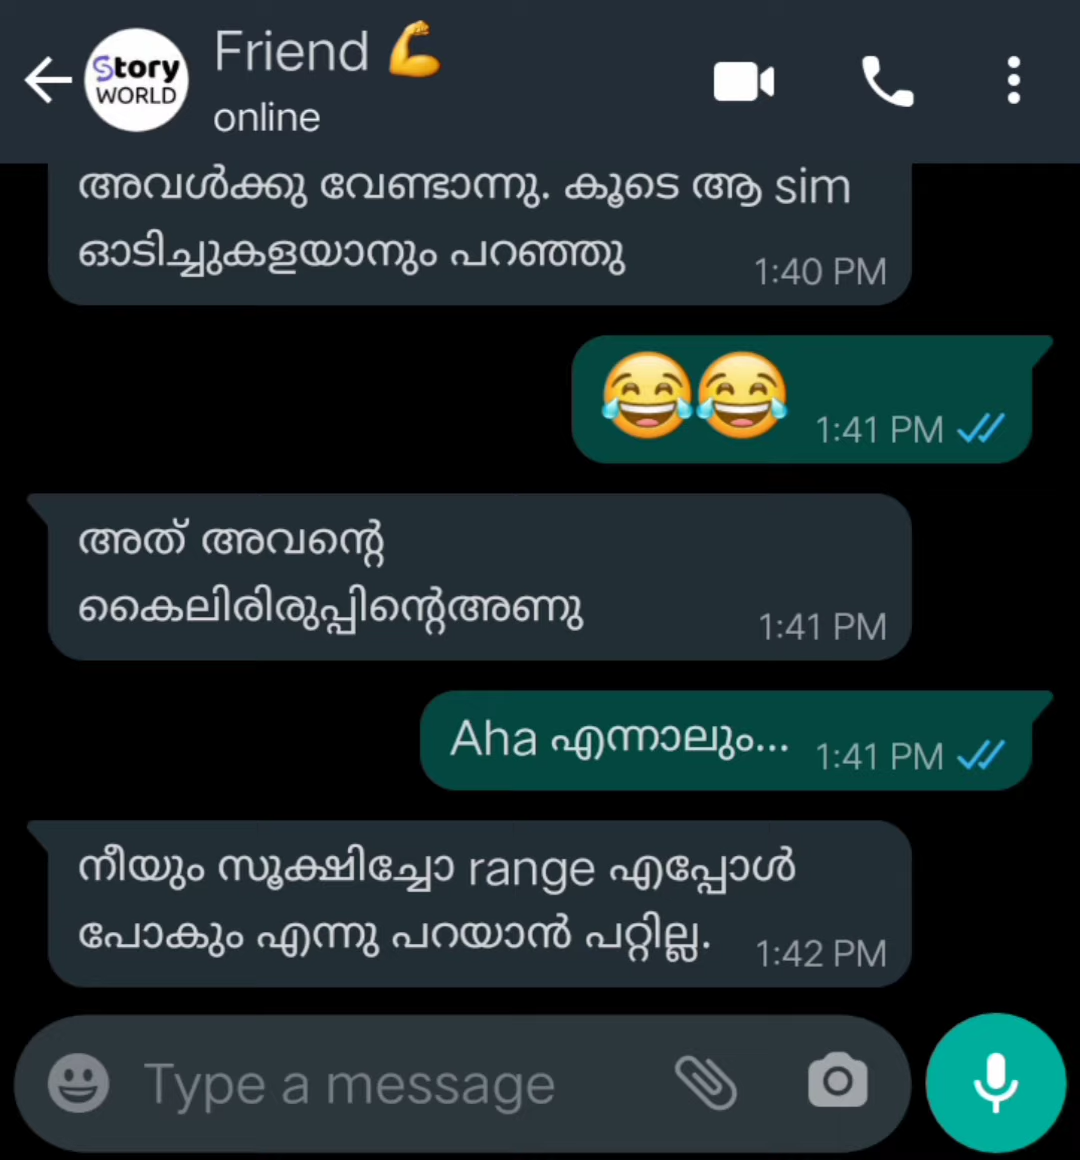 Story
WORLD
Friend 💪
online
അവൾക്കു വേണ്ടാന്നു. കൂടെ ആ sim
ഓടിച്ചുകളയാനും പറഞ്ഞു
1:40 PM
😂😂 1:41 PM
അത് അവന്റെ
കൈലിരിരുപ്പിന്റെഅണു
1:41 PM
Aha എന്നാലും... 1:41 PM
നീയും സൂക്ഷിച്ചോ range എപ്പോൾ
പോകും എന്നു പറയാൻ പറ്റില്ല.
1:42 PM
Type a message